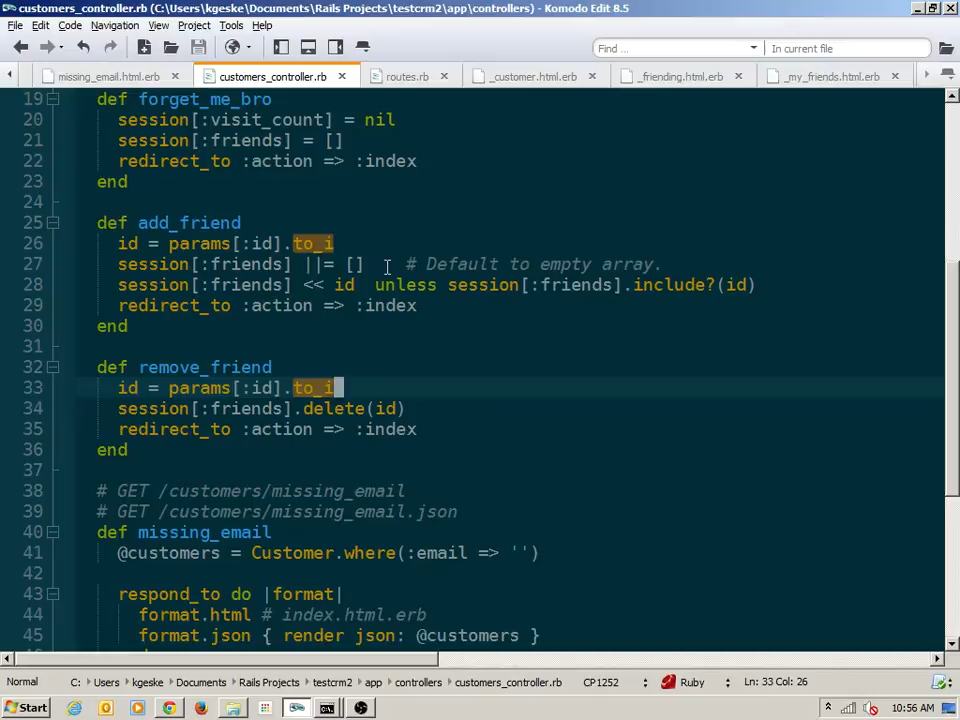 customers_controller.rb (C:\Users\kgeske\Documents\Rails Projects\testcrm2\app\controllers) - Komodo Edit 8.5
File Edit Code Navigation View Project Tools Help
Find ... In current file
missing_email.html.erb customers_controller.rb routes.rb _customer.html.erb _friending.html.erb _my_friends.html.erb
19 def forget_me_bro
20 session[:visit_count] = nil
21 session[:friends] = []
22 redirect_to :action => :index
23 end
24
25 def add_friend
26 id = params[:id].to_i
27 session[:friends] ||= [] # Default to empty array.
28 session[:friends] << id unless session[:friends].include?(id)
29 redirect_to :action => :index
30 end
31
32 def remove_friend
33 id = params[:id].to_i
34 session[:friends].delete(id)
35 redirect_to :action => :index
36 end
37
38 # GET /customers/missing_email
39 # GET /customers/missing_email.json
40 def missing_email
41 @customers = Customer.where(:email => '')
42
43 respond_to do |format|
44 format.html # index.html.erb
45 format.json { render json: @customers }
Normal C: Users kgeske Documents Rails Projects testcrm2 app controllers customers_controller.rb CP1252 Ruby Ln: 33 Col: 26
Start 10:56 AM